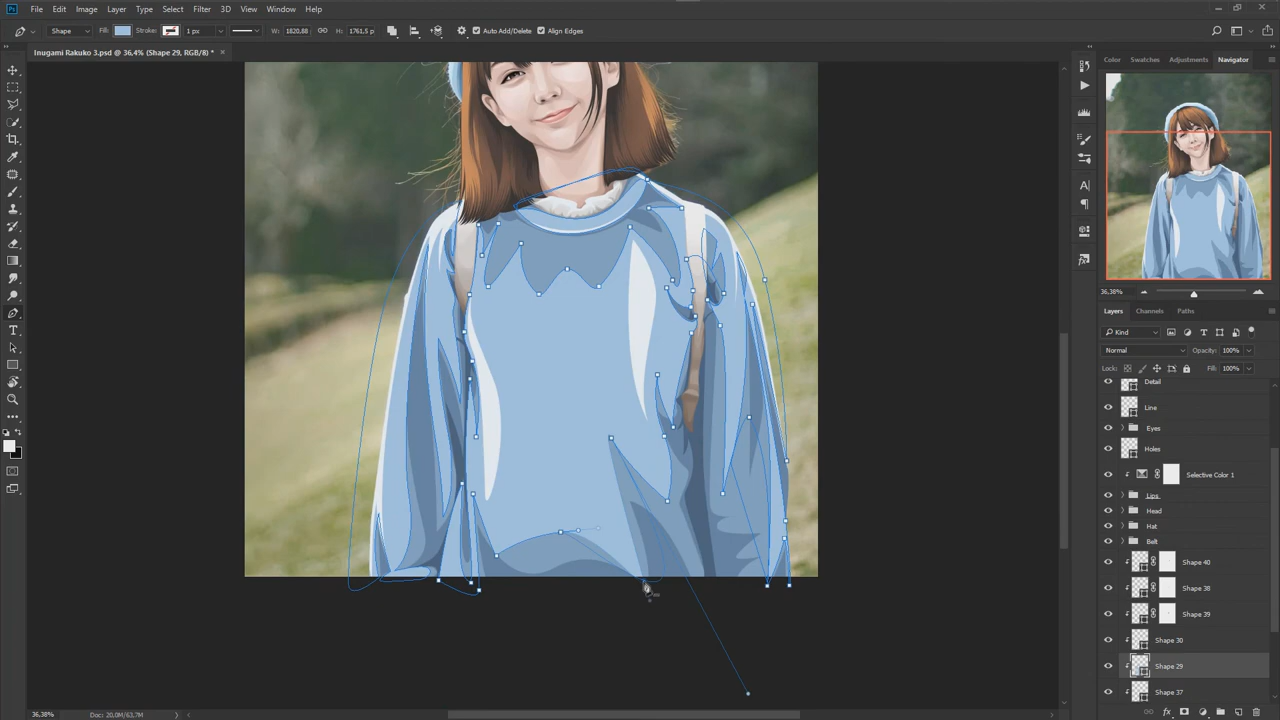 Ps File Edit Image Layer Type Select Filter 3D View Window Help
Shape Fill: Stroke: 1 px W: 1820.88 H: 1761.5 p Auto Add/Delete Align Edges
Inugami Rakuko 3.psd @ 36,4% (Shape 29, RGB/8) * ×
Color Swatches Adjustments Navigator
36,38%
Layers Channels Paths
Kind
Normal Opacity: 100%
Lock: Fill: 100%
Detail
Line
Eyes
Holes
Selective Color 1
Lips
Head
Hat
Belt
Shape 40
Shape 38
Shape 39
Shape 30
Shape 29
Shape 37
36,38% Doc: 20,0M/63,7M